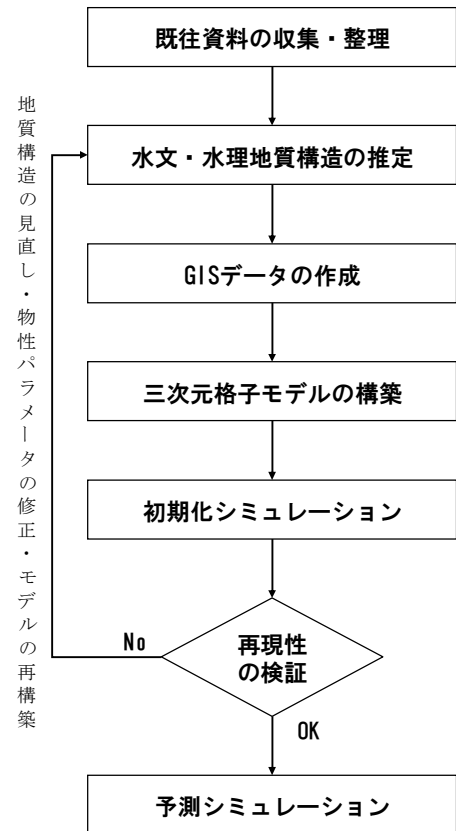 既往資料の収集・整理
水文・水理地質構造の推定
GISデータの作成
三次元格子モデルの構築
初期化シミュレーション
再現性
の検証
No
OK
予測シミュレーション
地質構造の見直し・物性パラメータの修正・モデルの再構築